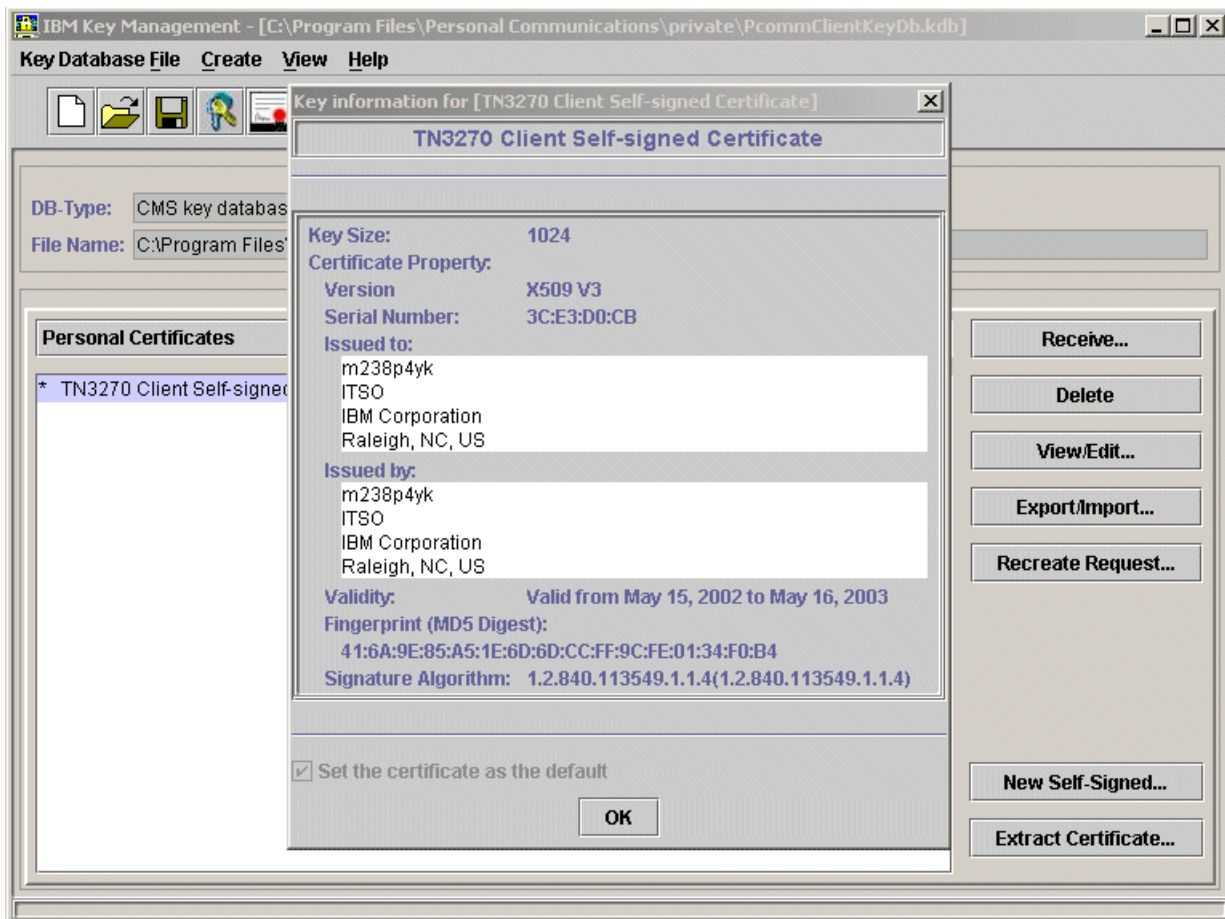 IBM Key Management - [C:\Program Files\Personal Communications\private\PcommClientKeyDb.kdb]
Key Database File Create View Help
Key information for [TN3270 Client Self-signed Certificate]
TN3270 Client Self-signed Certificate
DB-Type: CMS key databas
File Name: C:\Program Files\
Key Size: 1024
Certificate Property:
Version X509 V3
Serial Number: 3C:E3:D0:CB
Issued to:
m238p4yk
ITSO
IBM Corporation
Raleigh, NC, US
Issued by:
m238p4yk
ITSO
IBM Corporation
Raleigh, NC, US
Validity: Valid from May 15, 2002 to May 16, 2003
Fingerprint (MD5 Digest):
41:6A:9E:85:A5:1E:6D:6D:CC:FF:9C:FE:01:34:F0:B4
Signature Algorithm: 1.2.840.113549.1.1.4(1.2.840.113549.1.1.4)
Set the certificate as the default
OK
Personal Certificates
* TN3270 Client Self-signed
Receive...
Delete
View/Edit...
Export/Import...
Recreate Request...
New Self-Signed...
Extract Certificate...